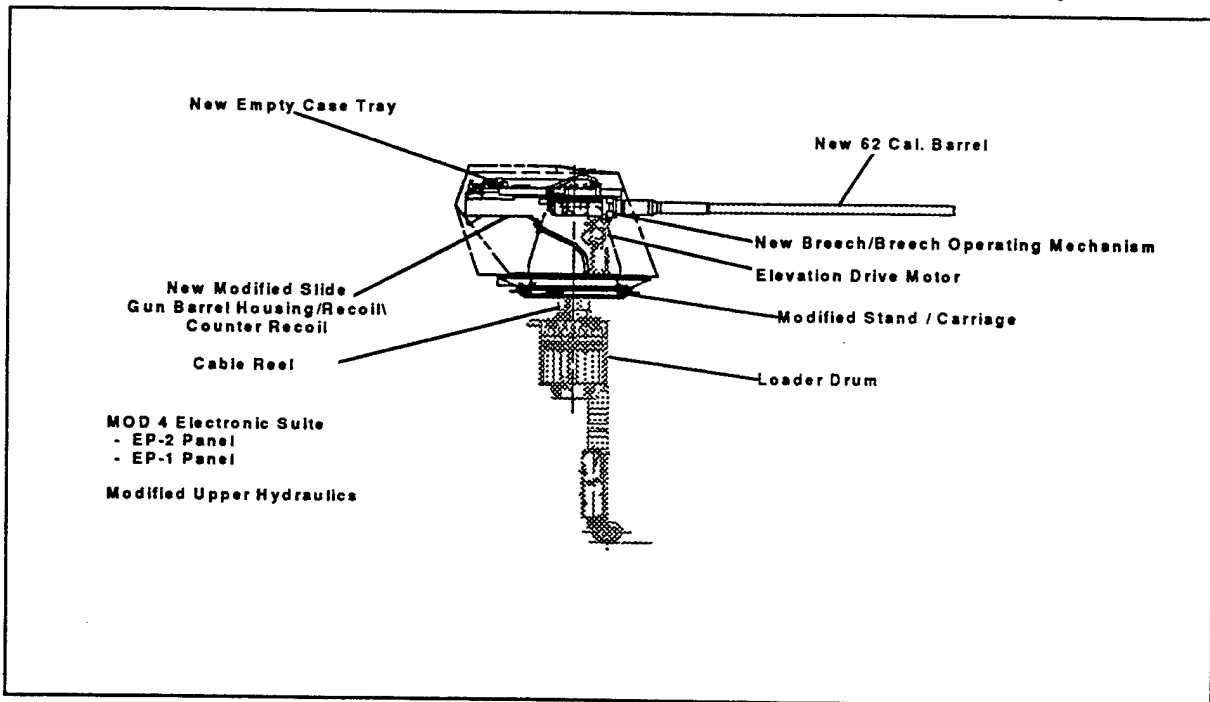 New Empty Case Tray
New 62 Cal. Barrel
New Breech/Breech Operating Mechanism
Elevation Drive Motor
New Modified Slide
Gun Barrel Housing/Recoil\
Counter Recoil
Modified Stand / Carriage
Cable Reel
Loader Drum
MOD 4 Electronic Suite
- EP-2 Panel
- EP-1 Panel
Modified Upper Hydraulics